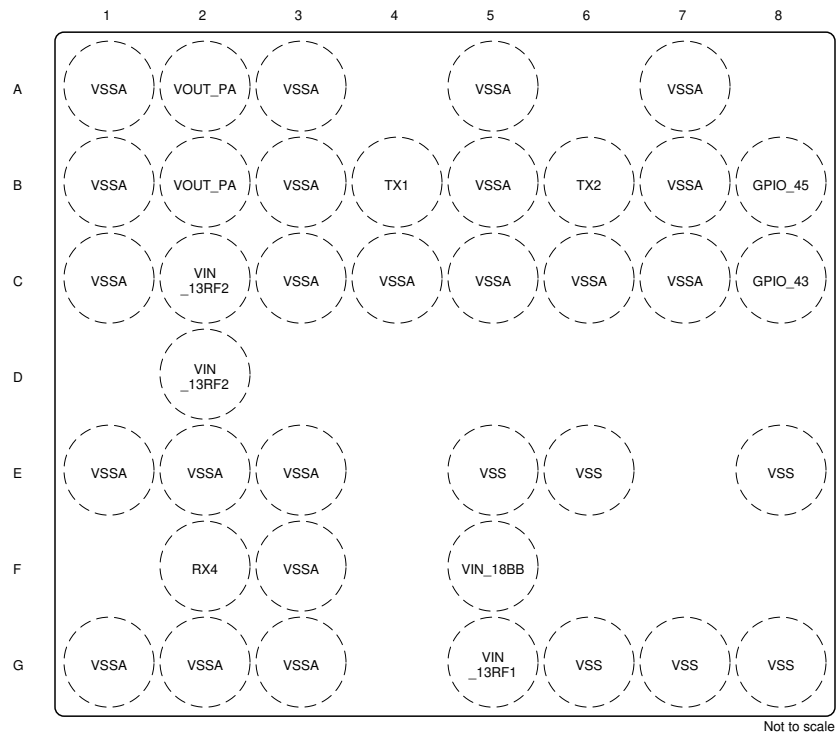 1 2 3 4 5 6 7 8
A VSSA VOUT_PA VSSA VSSA VSSA
B VSSA VOUT_PA VSSA TX1 VSSA TX2 VSSA GPIO_45
C VSSA VIN _13RF2 VSSA VSSA VSSA VSSA VSSA GPIO_43
D VIN _13RF2
E VSSA VSSA VSSA VSS VSS VSS
F RX4 VSSA VIN_18BB
G VSSA VSSA VSSA VIN _13RF1 VSS VSS VSS
Not to scale